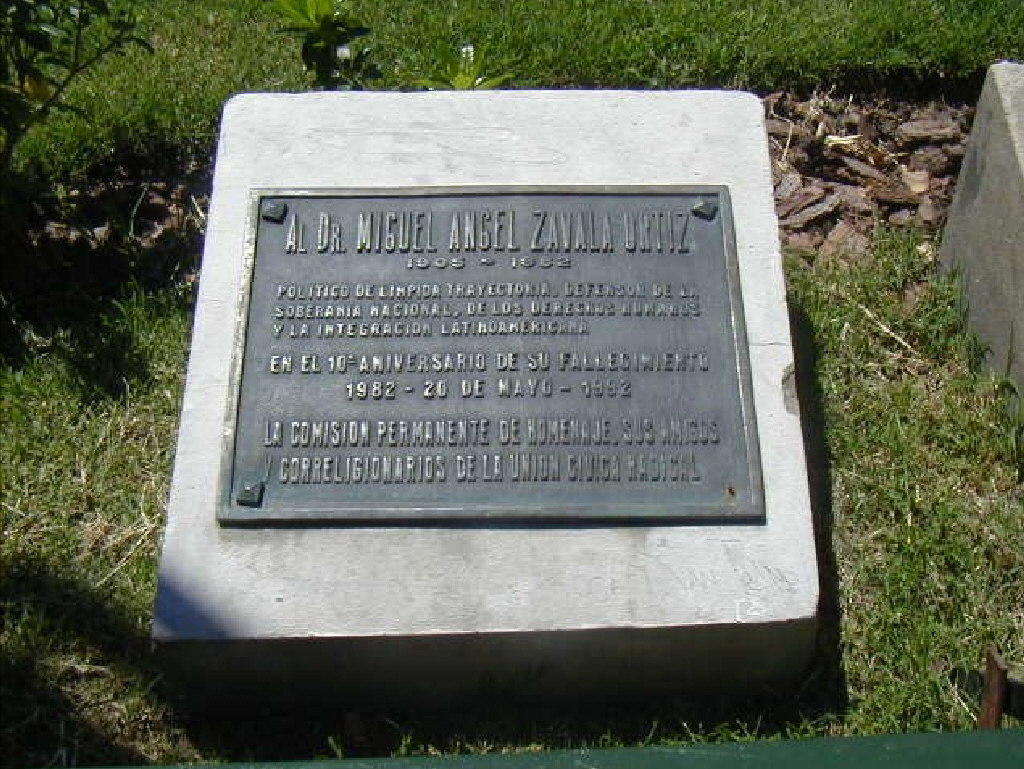 AL DR. MIGUEL ANGEL ZAVALA ORTIZ
1905 - 1982
POLITICO DE LIMPIDA TRAYECTORIA, DEFENSOR DE LA
SOBERANIA NACIONAL, DE LOS DERECHOS HUMANOS
Y LA INTEGRACION LATINOAMERICANA
EN EL 10º ANIVERSARIO DE SU FALLECIMIENTO
1982 - 20 DE MAYO - 1992
LA COMISION PERMANENTE DE HOMENAJE, SUS AMIGOS
Y CORRELIGIONARIOS DE LA UNION CIVICA RADICAL